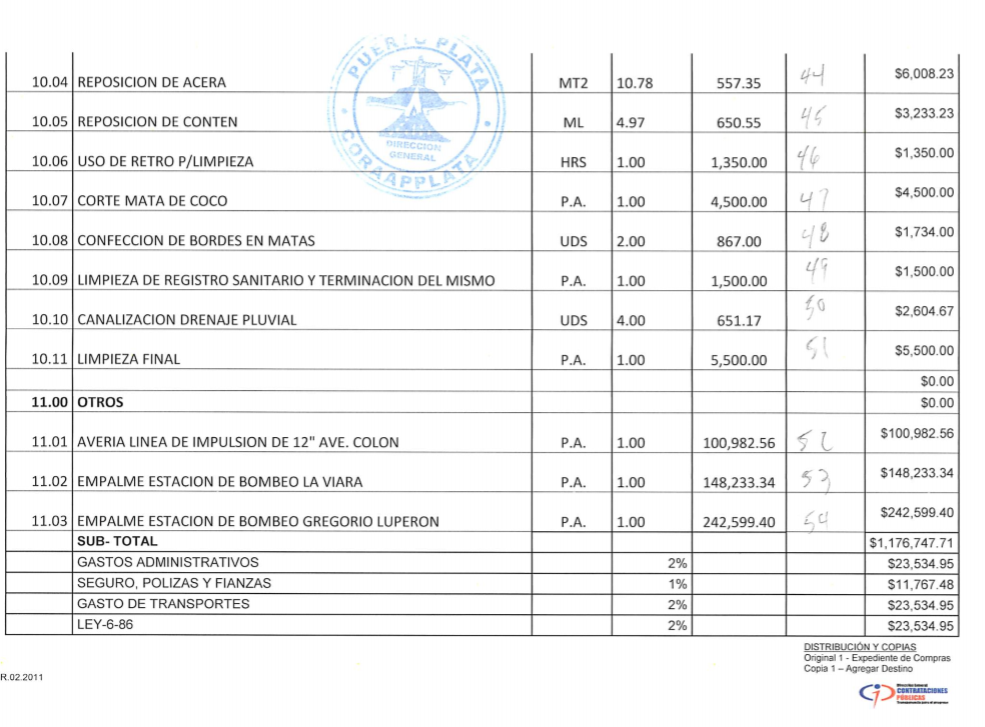 PUERTO PLATA
DIRECCION
GENERAL
CORAAPPLATA
10.04 REPOSICION DE ACERA MT2 10.78 557.35 44 $6,008.23
10.05 REPOSICION DE CONTEN ML 4.97 650.55 45 $3,233.23
10.06 USO DE RETRO P/LIMPIEZA HRS 1.00 1,350.00 46 $1,350.00
10.07 CORTE MATA DE COCO P.A. 1.00 4,500.00 47 $4,500.00
10.08 CONFECCION DE BORDES EN MATAS UDS 2.00 867.00 48 $1,734.00
10.09 LIMPIEZA DE REGISTRO SANITARIO Y TERMINACION DEL MISMO P.A. 1.00 1,500.00 49 $1,500.00
10.10 CANALIZACION DRENAJE PLUVIAL UDS 4.00 651.17 50 $2,604.67
10.11 LIMPIEZA FINAL P.A. 1.00 5,500.00 51 $5,500.00
$0.00
11.00 OTROS $0.00
11.01 AVERIA LINEA DE IMPULSION DE 12" AVE. COLON P.A. 1.00 100,982.56 52 $100,982.56
11.02 EMPALME ESTACION DE BOMBEO LA VIARA P.A. 1.00 148,233.34 53 $148,233.34
11.03 EMPALME ESTACION DE BOMBEO GREGORIO LUPERON P.A. 1.00 242,599.40 54 $242,599.40
SUB- TOTAL $1,176,747.71
GASTOS ADMINISTRATIVOS 2% $23,534.95
SEGURO, POLIZAS Y FIANZAS 1% $11,767.48
GASTO DE TRANSPORTES 2% $23,534.95
LEY-6-86 2% $23,534.95
DISTRIBUCIÓN Y COPIAS
Original 1 - Expediente de Compras
Copia 1 – Agregar Destino
R.02.2011
Dirección General
CONTRATACIONES
PÚBLICAS